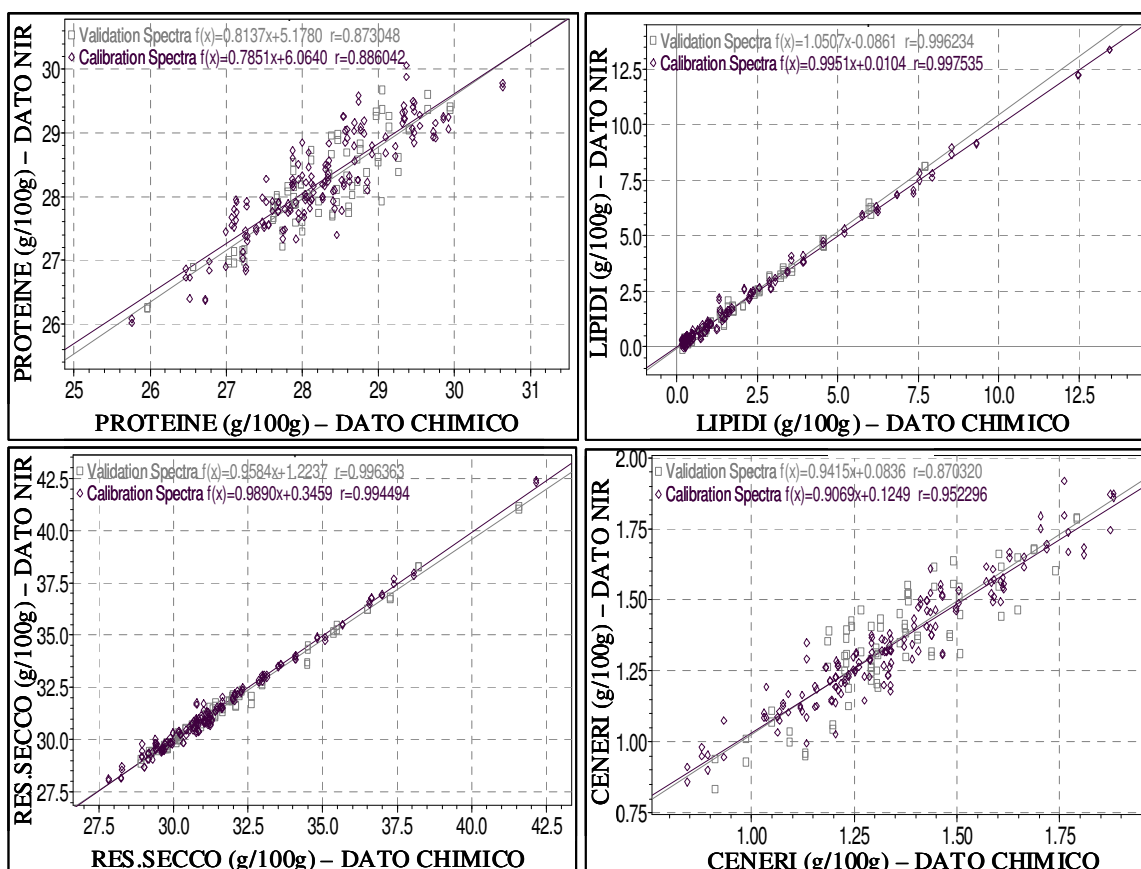 Validation Spectra f(x)=0.8137x+5.1780 r=0.873048
Calibration Spectra f(x)=0.7851x+6.0640 r=0.886042
PROTEINE (g/100g) – DATO NIR
30
29
28
27
26
25 26 27 28 29 30 31
PROTEINE (g/100g) – DATO CHIMICO
Validation Spectra f(x)=1.0507x-0.0861 r=0.996234
Calibration Spectra f(x)=0.9951x+0.0104 r=0.997535
LIPIDI (g/100g) – DATO NIR
12.5
10.0
7.5
5.0
2.5
0.0
0.0 2.5 5.0 7.5 10.0 12.5
LIPIDI (g/100g) – DATO CHIMICO
Validation Spectra f(x)=0.9584x+1.2237 r=0.996363
Calibration Spectra f(x)=0.9890x+0.3459 r=0.994494
RES.SECCO (g/100g) – DATO NIR
42.5
40.0
37.5
35.0
32.5
30.0
27.5
27.5 30.0 32.5 35.0 37.5 40.0 42.5
RES.SECCO (g/100g) – DATO CHIMICO
Validation Spectra f(x)=0.9415x+0.0836 r=0.870320
Calibration Spectra f(x)=0.9069x+0.1249 r=0.952296
CENERI (g/100g) – DATO NIR
2.00
1.75
1.50
1.25
1.00
0.75
1.00 1.25 1.50 1.75
CENERI (g/100g) – DATO CHIMICO